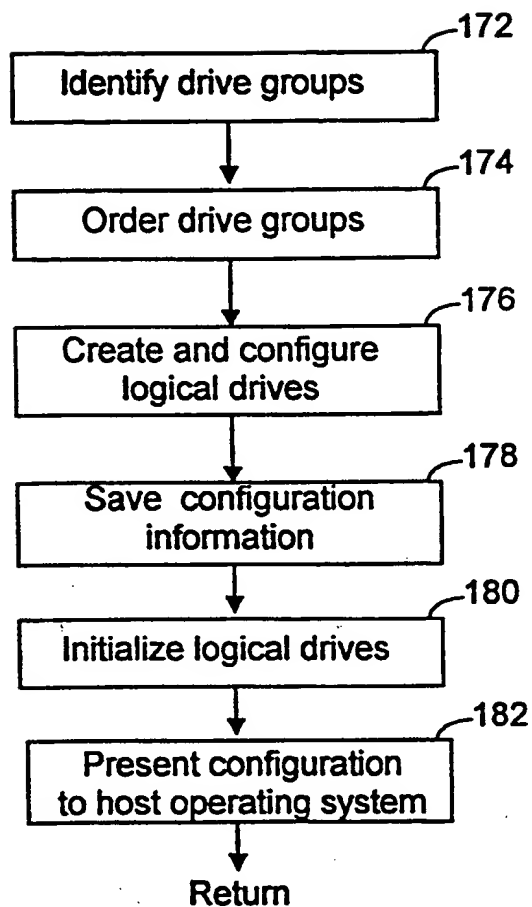 172
Identify drive groups
174
Order drive groups
176
Create and configure
logical drives
178
Save configuration
information
180
Initialize logical drives
182
Present configuration
to host operating system
Return